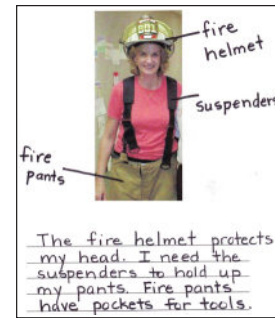 fire
helmet
suspenders
fire
pants
The fire helmet protects
my head. I need the
suspenders to hold up
my pants. Fire pants
have pockets for tools.